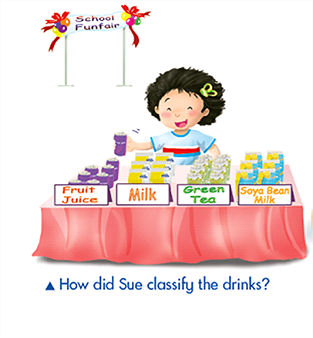 School
Funfair
Fruit
Juice
Milk
Green
Tea
Soya Bean
Milk
▲ How did Sue classify the drinks?